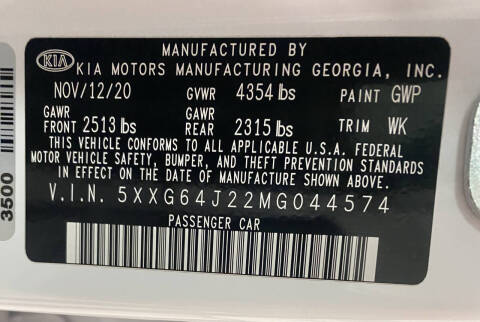 MANUFACTURED BY
KIA KIA MOTORS MANUFACTURING GEORGIA, INC.
NOV/12/20 GVWR 4354 lbs PAINT GWP
GAWR GAWR
FRONT 2513 lbs REAR 2315 lbs TRIM WK
THIS VEHICLE CONFORMS TO ALL APPLICABLE U.S.A. FEDERAL
MOTOR VEHICLE SAFETY, BUMPER, AND THEFT PREVENTION STANDARDS
IN EFFECT ON THE DATE OF MANUFACTURE SHOWN ABOVE.
V.I.N. 5XXG64J22MG044574
PASSENGER CAR
3500